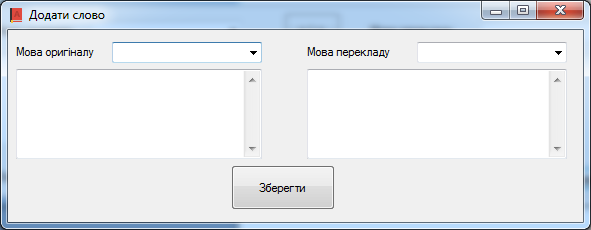 Додати слово
Мова оригіналу
Мова перекладу
Зберегти